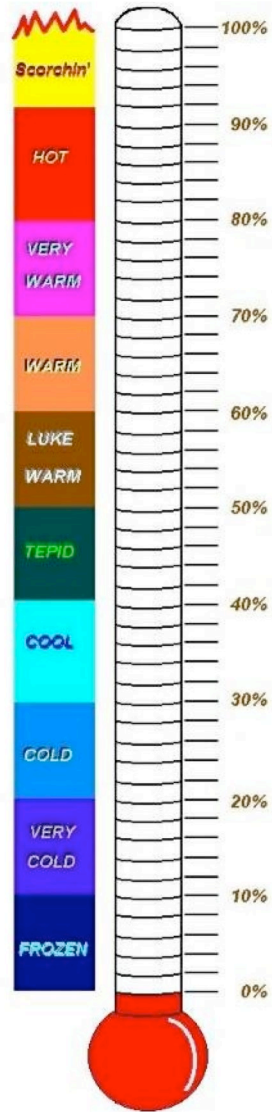 Scorchin'
100%
90%
HOT
80%
VERY
WARM
70%
WARM
60%
LUKE
WARM
50%
TEPID
40%
COOL
30%
COLD
20%
VERY
COLD
10%
FROZEN
0%